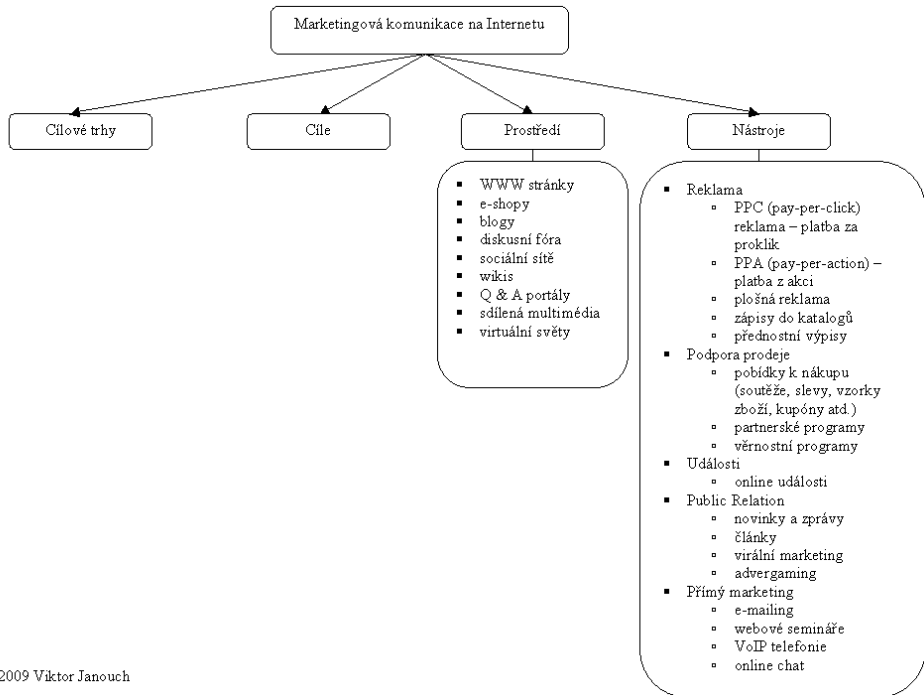 Marketingová komunikace na Internetu
Cílové trhy
Cíle
Prostředí
Nástroje
WWW stránky
e-shopy
blogy
diskusní fóra
sociální sítě
wikis
Q & A portály
sdílená multimédia
virtuální světy
Reklama
PPC (pay-per-click)
reklama – platba za
proklik
PPA (pay-per-action) –
platba z akci
plošná reklama
zápisy do katalogů
přednostní výpisy
Podpora prodeje
pobídky k nákupu
(soutěže, slevy, vzorky
zboží, kupóny atd.)
partnerské programy
věrnostní programy
Události
online události
Public Relation
novinky a zprávy
články
virální marketing
advergaming
Přímý marketing
e-mailing
webové semináře
VoIP telefonie
online chat
2009 Viktor Janouch